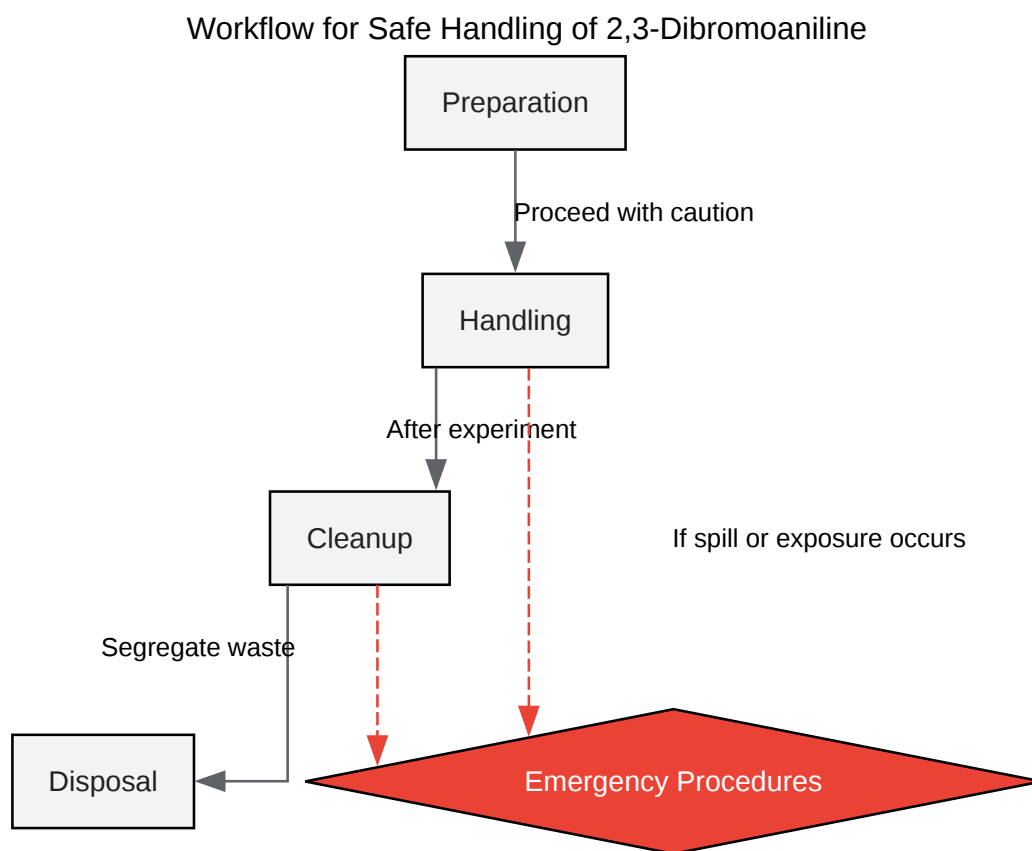 Workflow for Safe Handling of 2,3-Dibromoaniline
Preparation
Proceed with caution
Handling
After experiment
Cleanup
If spill or exposure occurs
Segregate waste
Disposal
Emergency Procedures